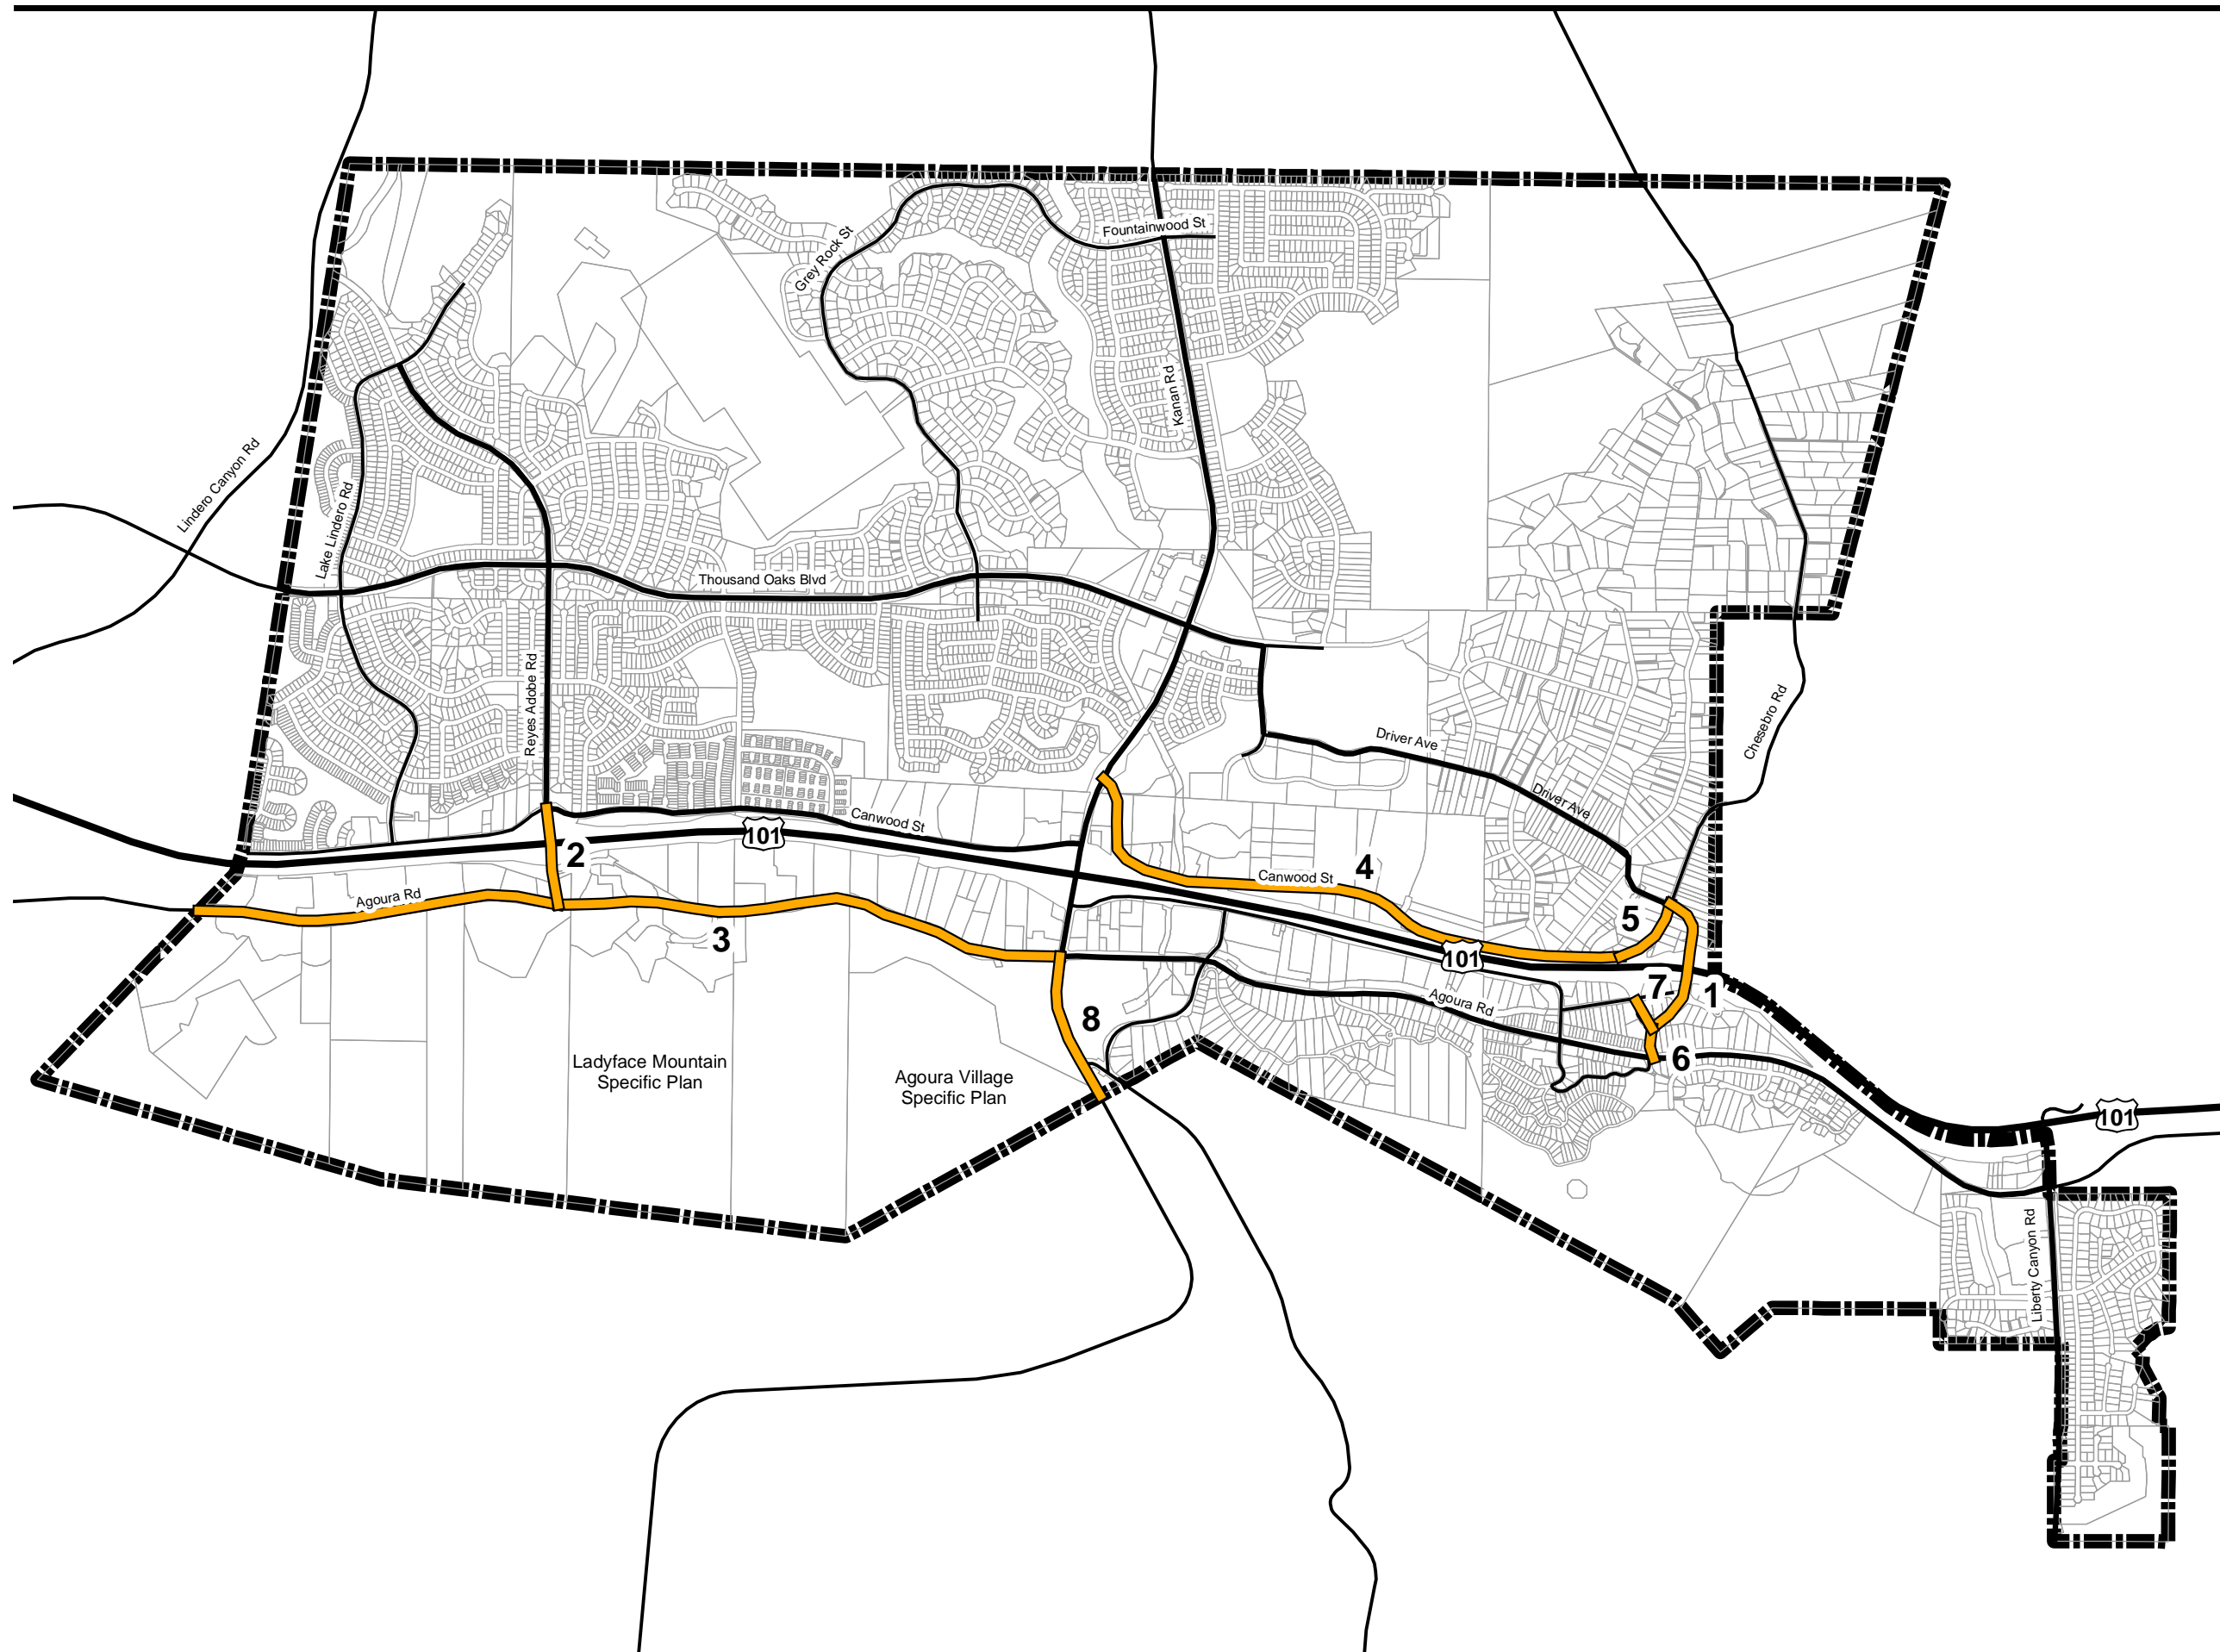 Fountainwood St
Grey Rock St
Kanan Rd
Lindero Canyon Rd
Lake Lindero Rd
Thousand Oaks Blvd
Reyes Adobe Rd
Chesebro Rd
Driver Ave
Driver Ave
Canwood St
101
2
4
Canwood St
Agoura Rd
3
5
101
7
1
Agoura Rd
8
6
Ladyface Mountain
Specific Plan
Agoura Village
Specific Plan
101
Liberty Canyon Rd